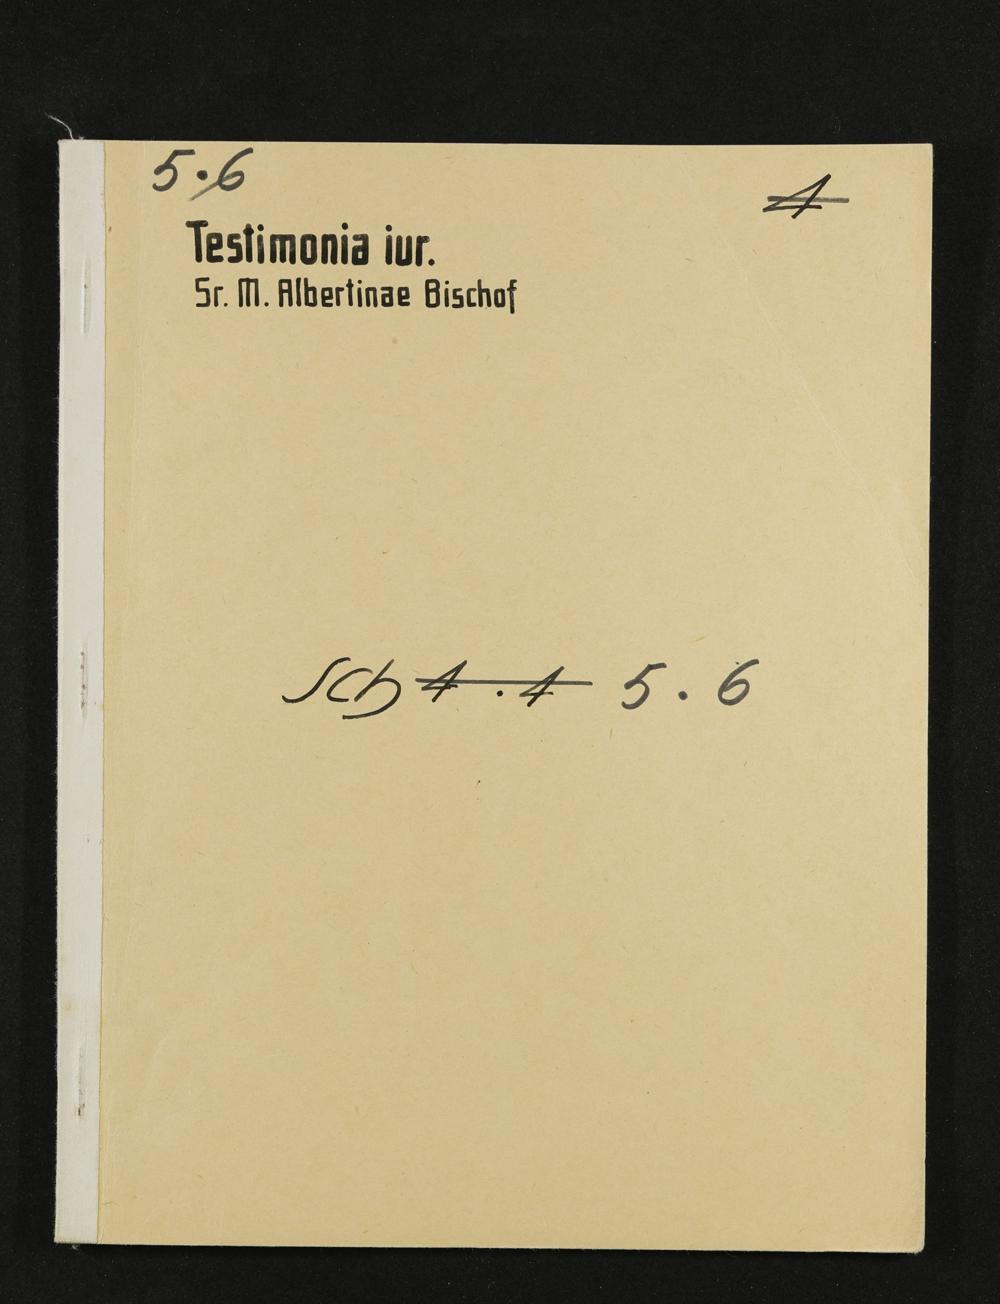 5.6
4
Testimonia iur.
Sr. M. Albertinae Bischof
Sch 4.4 5.6